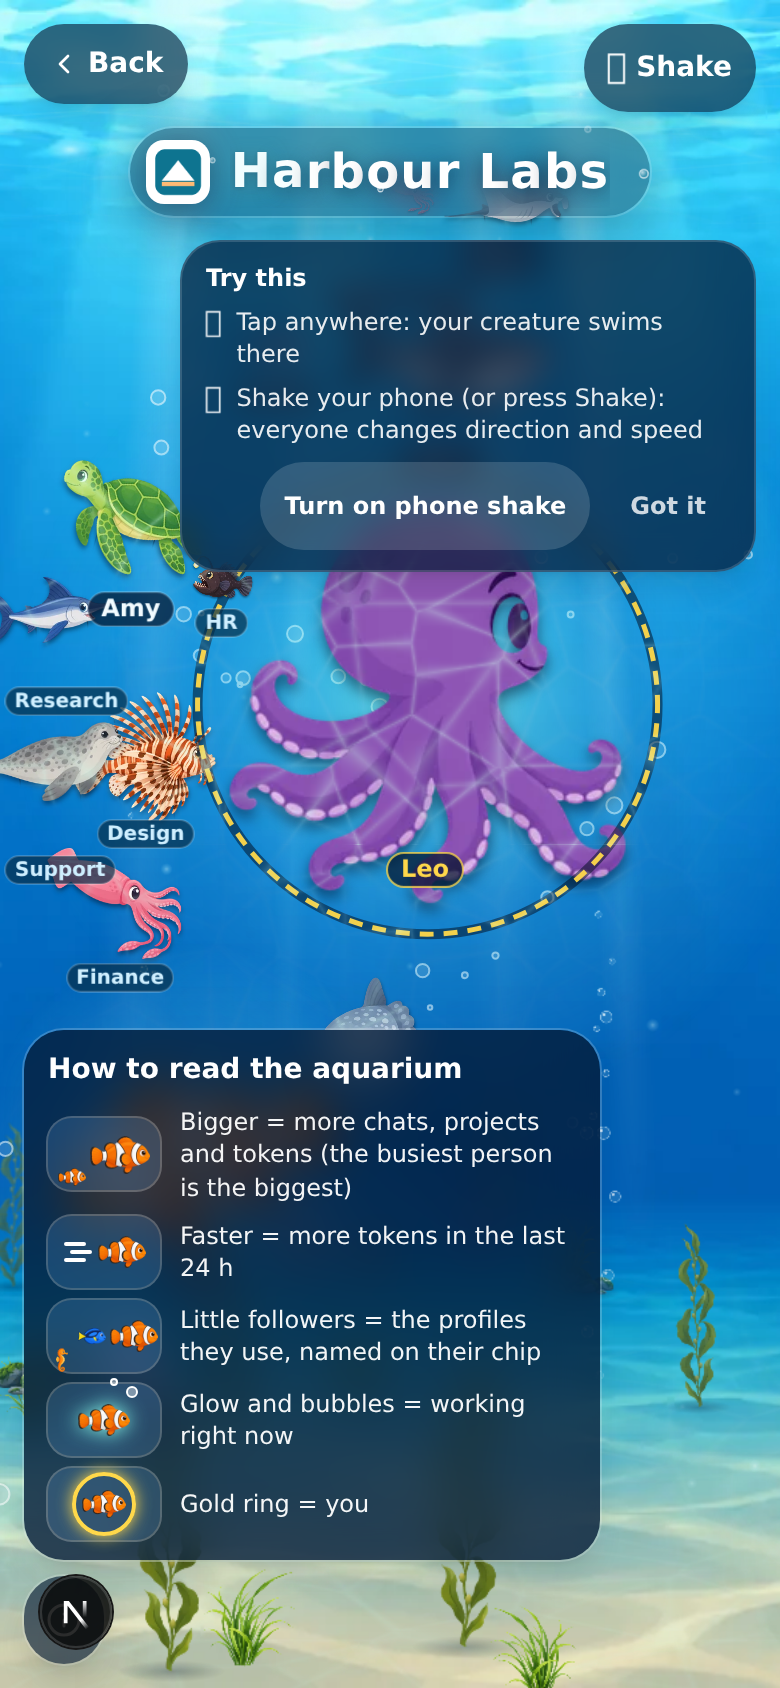 Back
Shake
Harbour Labs
Try this
Tap anywhere: your creature swims
there
Shake your phone (or press Shake):
everyone changes direction and speed
Turn on phone shake
Got it
Amy
HR
Research
Design
Support
Leo
Finance
How to read the aquarium
Bigger = more chats, projects
and tokens (the busiest person
is the biggest)
Faster = more tokens in the last
24 h
Little followers = the profiles
they use, named on their chip
Glow and bubbles = working
right now
Gold ring = you
N